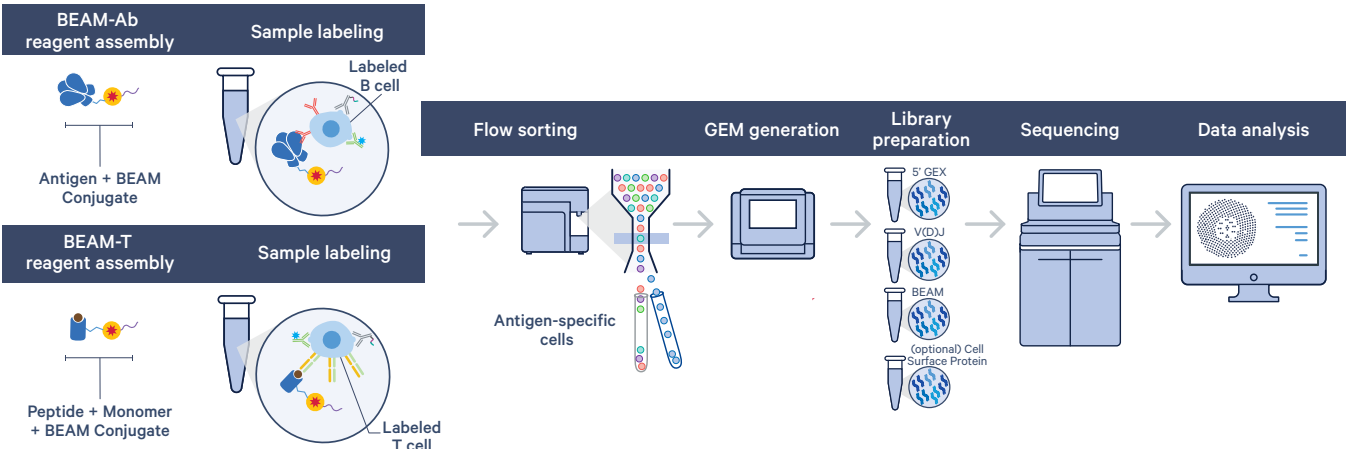 BEAM-Ab
reagent assembly
Sample labeling
Labeled
B cell
Antigen + BEAM
Conjugate
BEAM-T
reagent assembly
Sample labeling
Peptide + Monomer
+ BEAM Conjugate
Labeled
T cell
Flow sorting
GEM generation
Library
preparation
Sequencing
Data analysis
Antigen-specific
cells
5' GEX
V(D)J
BEAM
(optional) Cell
Surface Protein